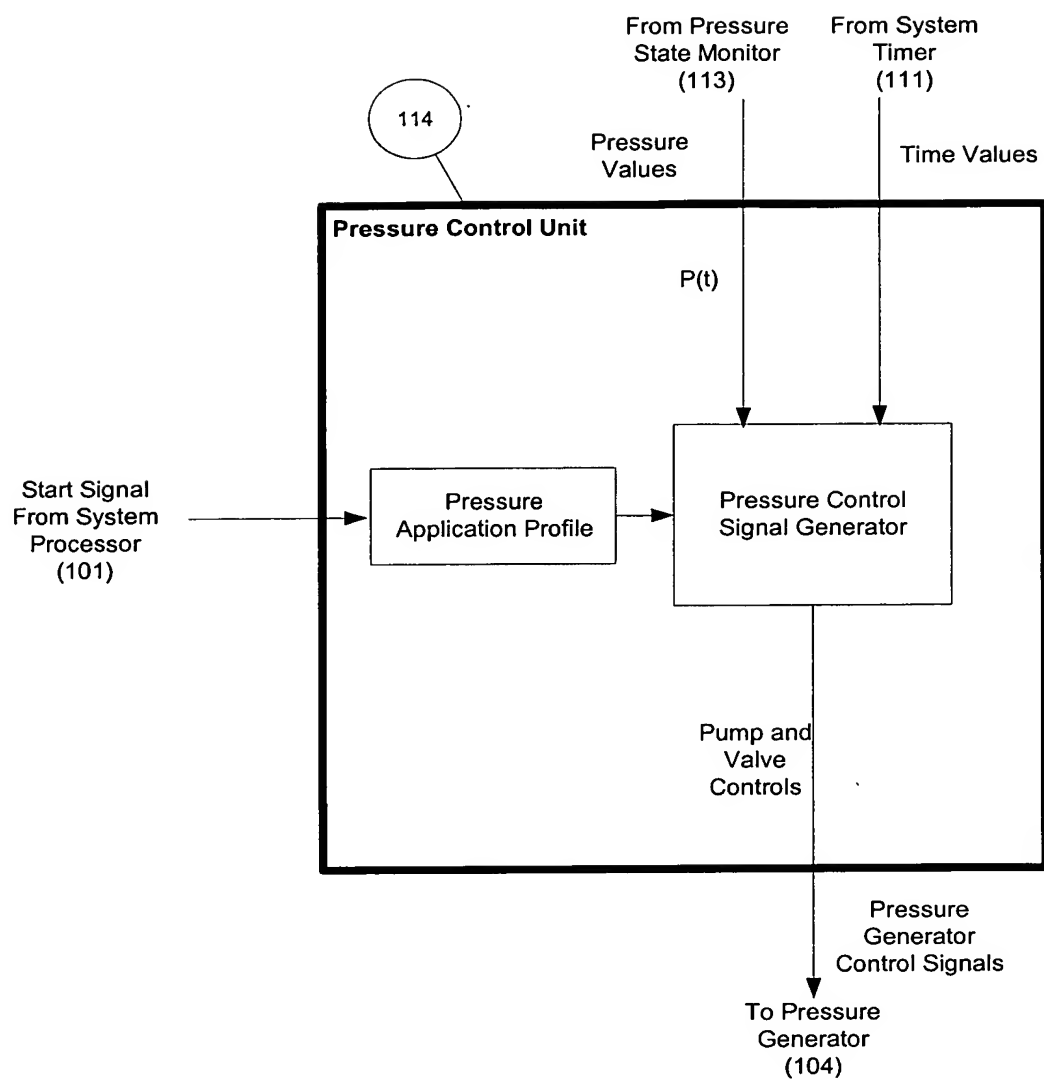 From Pressure
State Monitor
(113)
From System
Timer
(111)
114
Pressure
Values
Time Values
Pressure Control Unit
P(t)
Start Signal
From System
Processor
(101)
Pressure
Application Profile
Pressure Control
Signal Generator
Pump and
Valve
Controls
Pressure
Generator
Control Signals
To Pressure
Generator
(104)